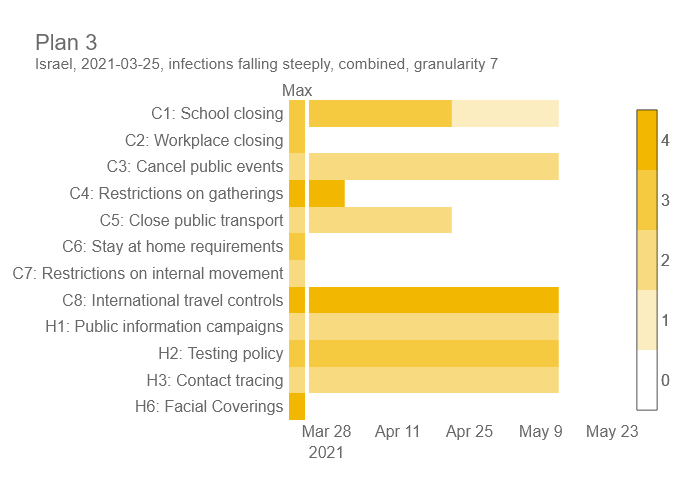 Plan 3
Israel, 2021-03-25, infections falling steeply, combined, granularity 7
Max
C1: School closing
C2: Workplace closing
C3: Cancel public events
C4: Restrictions on gatherings
C5: Close public transport
C6: Stay at home requirements
C7: Restrictions on internal movement
C8: International travel controls
H1: Public information campaigns
H2: Testing policy
H3: Contact tracing
H6: Facial Coverings
4
3
2
1
0
Mar 28 Apr 11 Apr 25 May 9 May 23
2021